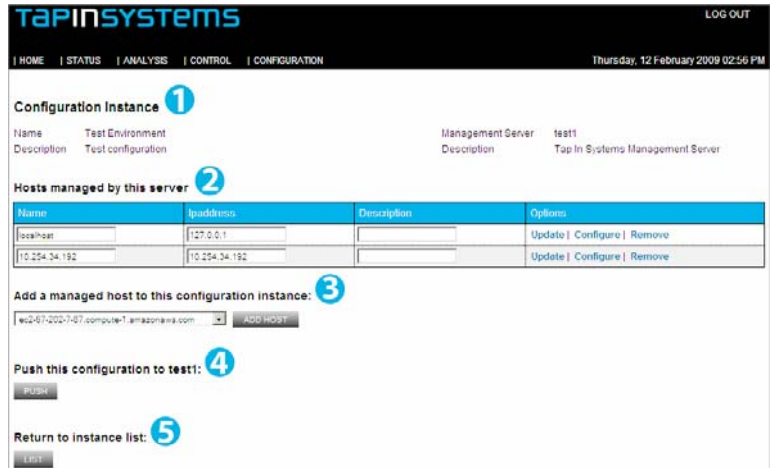 TAPINSYSTEMS
LOG OUT
| HOME | STATUS | ANALYSIS | CONTROL | CONFIGURATION Thursday, 12 February 2009 02:56 PM
Configuration Instance 1
Name Test Environment Management Server test1
Description Test configuration Description Tap In Systems Management Server
Hosts managed by this server 2
Name Ipaddress Description Options
localhost 127.0.0.1 Update | Configure | Remove
10.254.34.192 10.254.34.192 Update | Configure | Remove
Add a managed host to this configuration instance: 3
ec2-67-202-7-67.compute-1.amazonaws.com ADD HOST
Push this configuration to test1: 4
PUSH
Return to instance list: 5
LIST